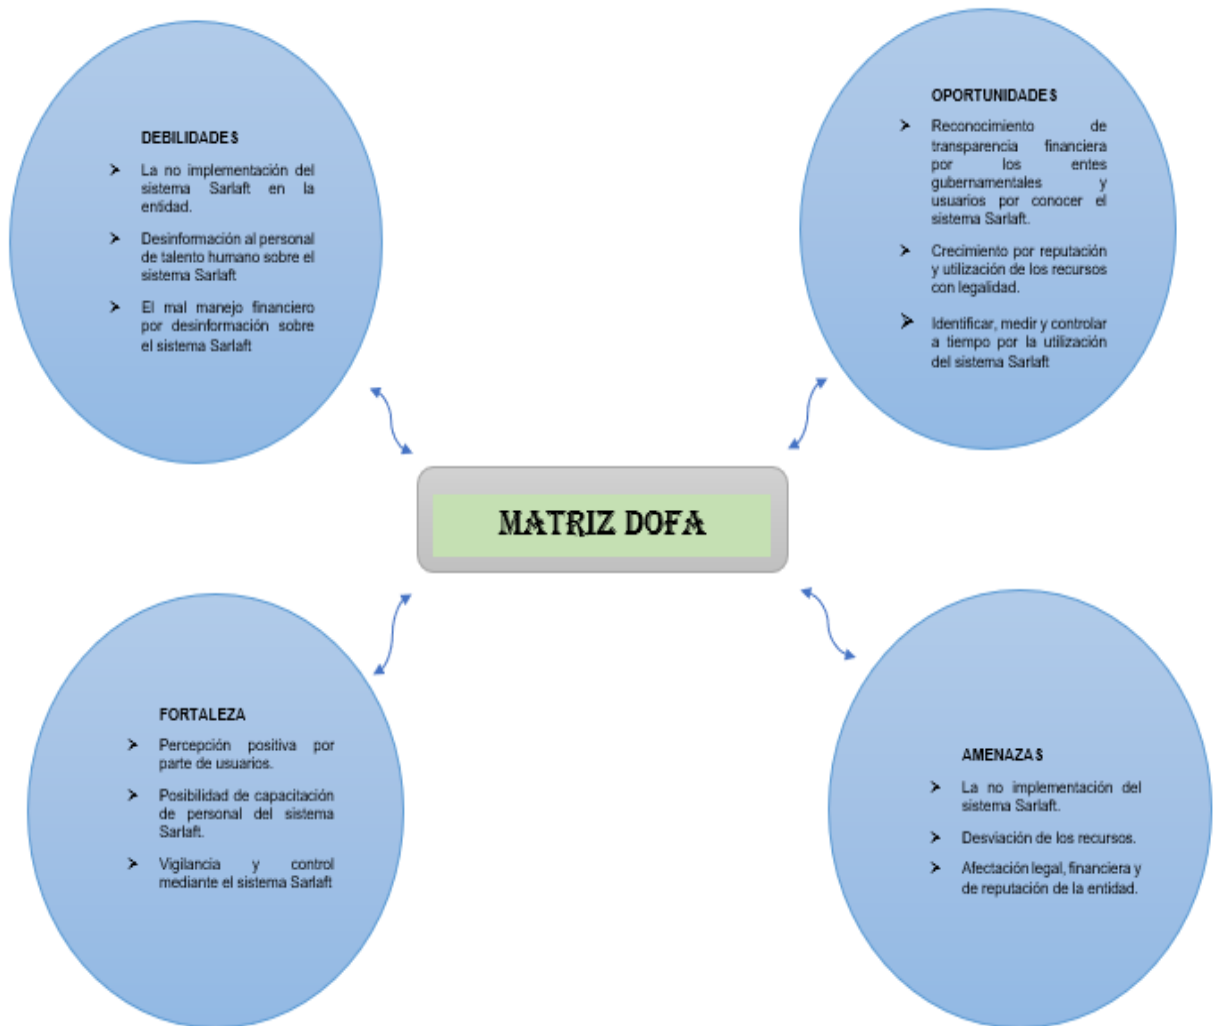 DEBILIDADES
➢ La no implementación del
sistema Sarlaft en la
entidad.
➢ Desinformación al personal
de talento humano sobre el
sistema Sarlaft
➢ El mal manejo financiero
por desinformación sobre
el sistema Sarlaft
OPORTUNIDADES
➢ Reconocimiento de
transparencia financiera
por los entes
gubernamentales y
usuarios por conocer el
sistema Sarlaft.
➢ Crecimiento por reputación
y utilización de los recursos
con legalidad.
➢ Identificar, medir y controlar
a tiempo por la utilización
del sistema Sarlaft
MATRIZ DOFA
FORTALEZA
➢ Percepción positiva por
parte de usuarios.
➢ Posibilidad de capacitación
de personal del sistema
Sarlaft.
➢ Vigilancia y control
mediante el sistema Sarlaft
AMENAZAS
➢ La no implementación del
sistema Sarlaft.
➢ Desviación de los recursos.
➢ Afectación legal, financiera y
de reputación de la entidad.